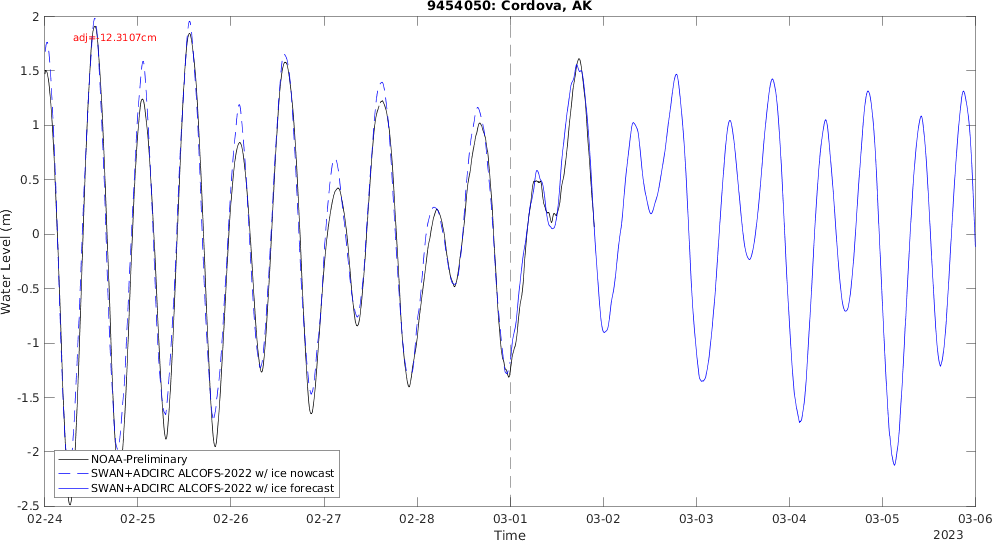 9454050: Cordova, AK
adj=-12.3107cm
Water Level (m)
2
1.5
1
0.5
0
-0.5
-1
-1.5
-2
-2.5
NOAA-Preliminary
SWAN+ADCIRC ALCOFS-2022 w/ ice nowcast
SWAN+ADCIRC ALCOFS-2022 w/ ice forecast
02-24 02-25 02-26 02-27 02-28 03-01 03-02 03-03 03-04 03-05 03-06
Time
2023